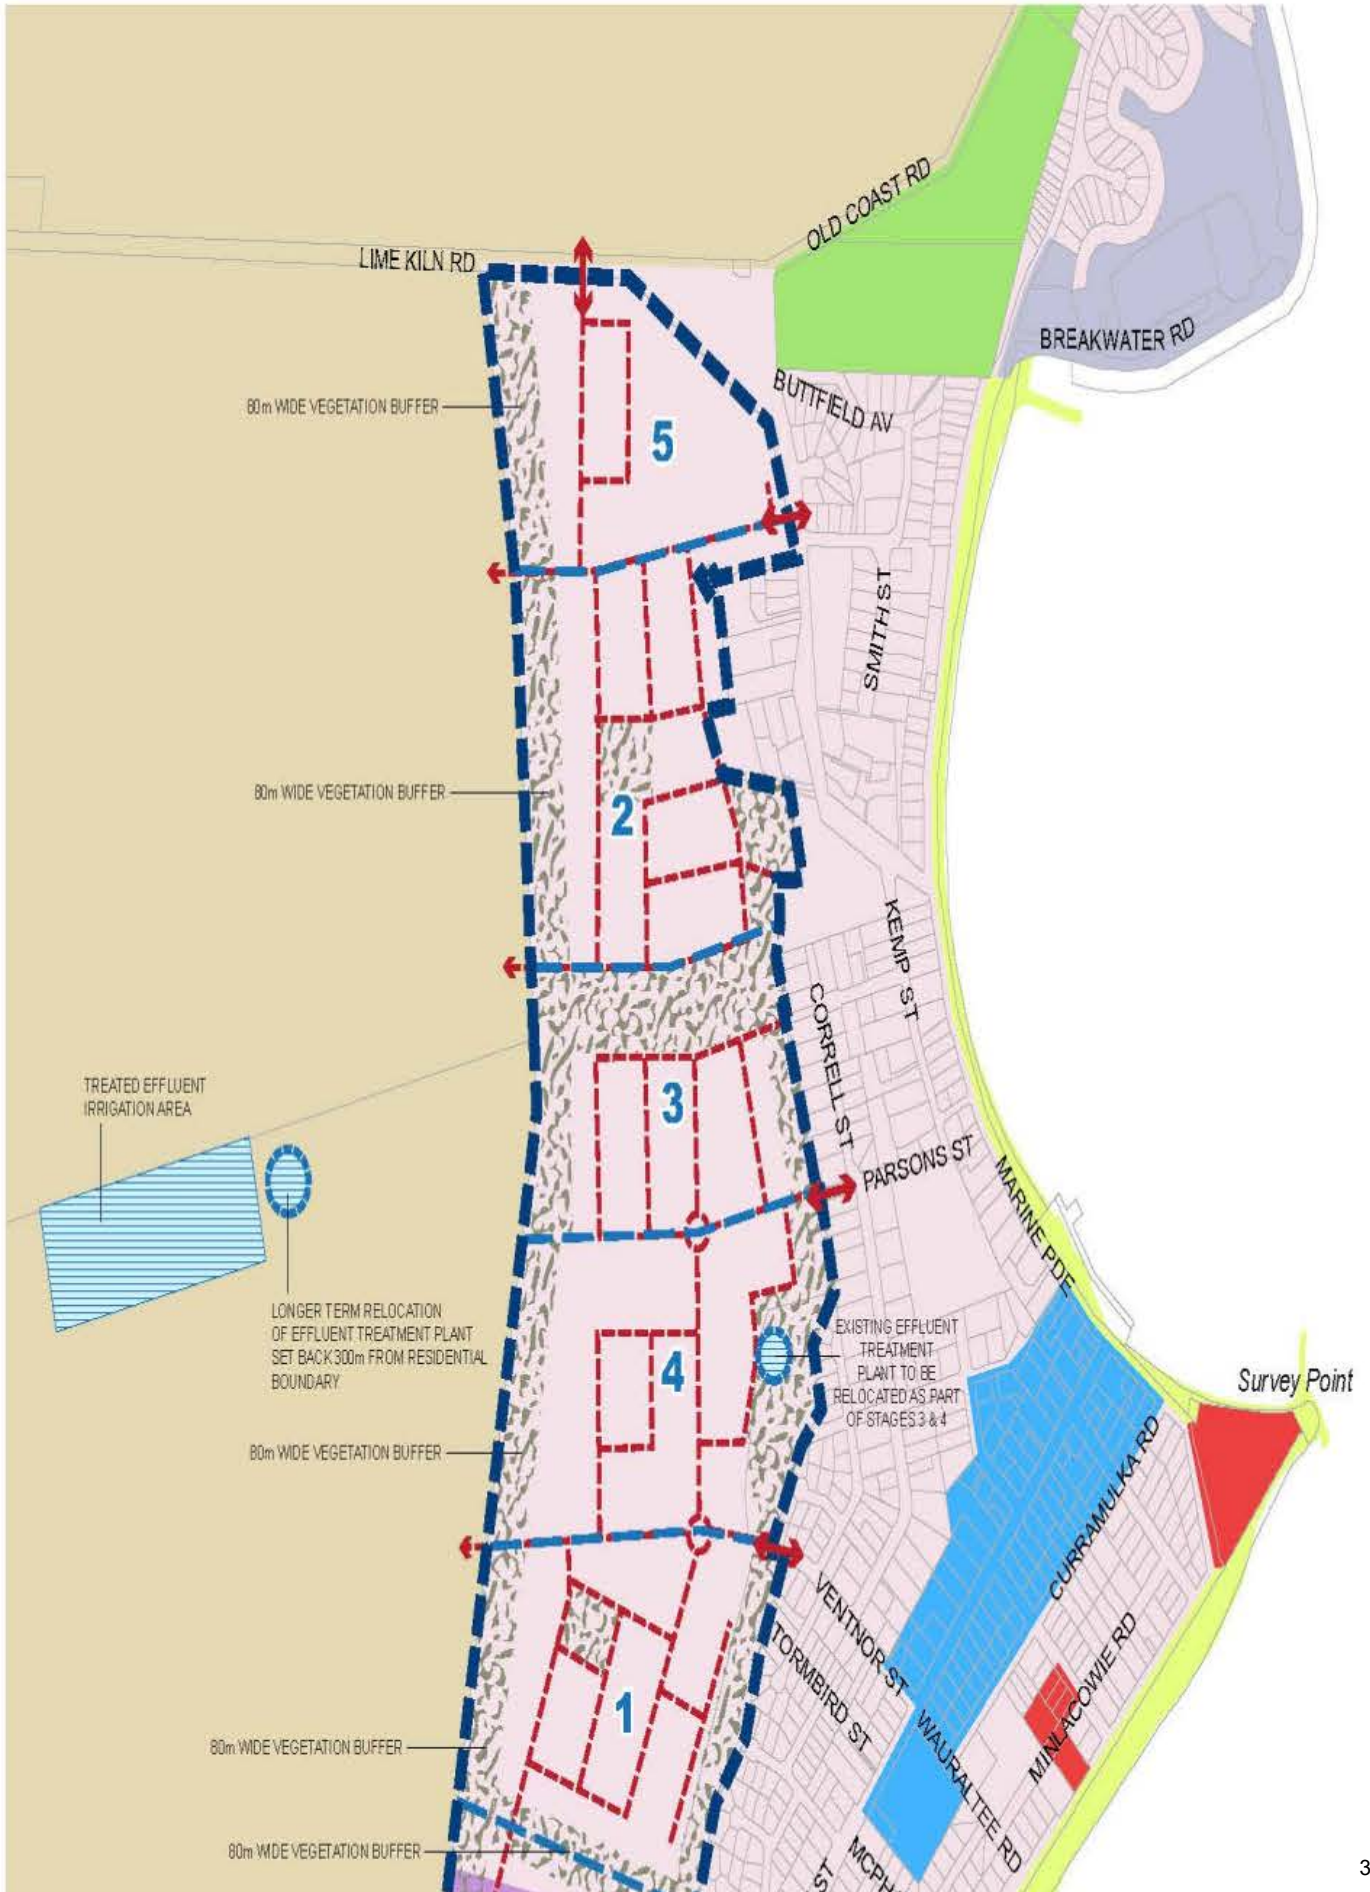 OLD COAST RD
LIME KILN RD
BREAKWATER RD
BUTTFIELD AV
80m WIDE VEGETATION BUFFER
5
SMITH ST
80m WIDE VEGETATION BUFFER
2
KEMP ST
CORRELL ST
3
TREATED EFFLUENT
IRRIGATION AREA
PARSONS ST
MARINE PDE
LONGER TERM RELOCATION
OF EFFLUENT TREATMENT PLANT
SET BACK 300m FROM RESIDENTIAL
BOUNDARY
EXISTING EFFLUENT
TREATMENT
PLANT TO BE
RELOCATED AS PART
OF STAGES 3 & 4
4
Survey Point
80m WIDE VEGETATION BUFFER
CURRAMULKA RD
VENTNOR ST
TORMBIRD ST
WAURALTEE RD
MINLACOWIE RD
1
80m WIDE VEGETATION BUFFER
80m WIDE VEGETATION BUFFER
MCPH
ST
3